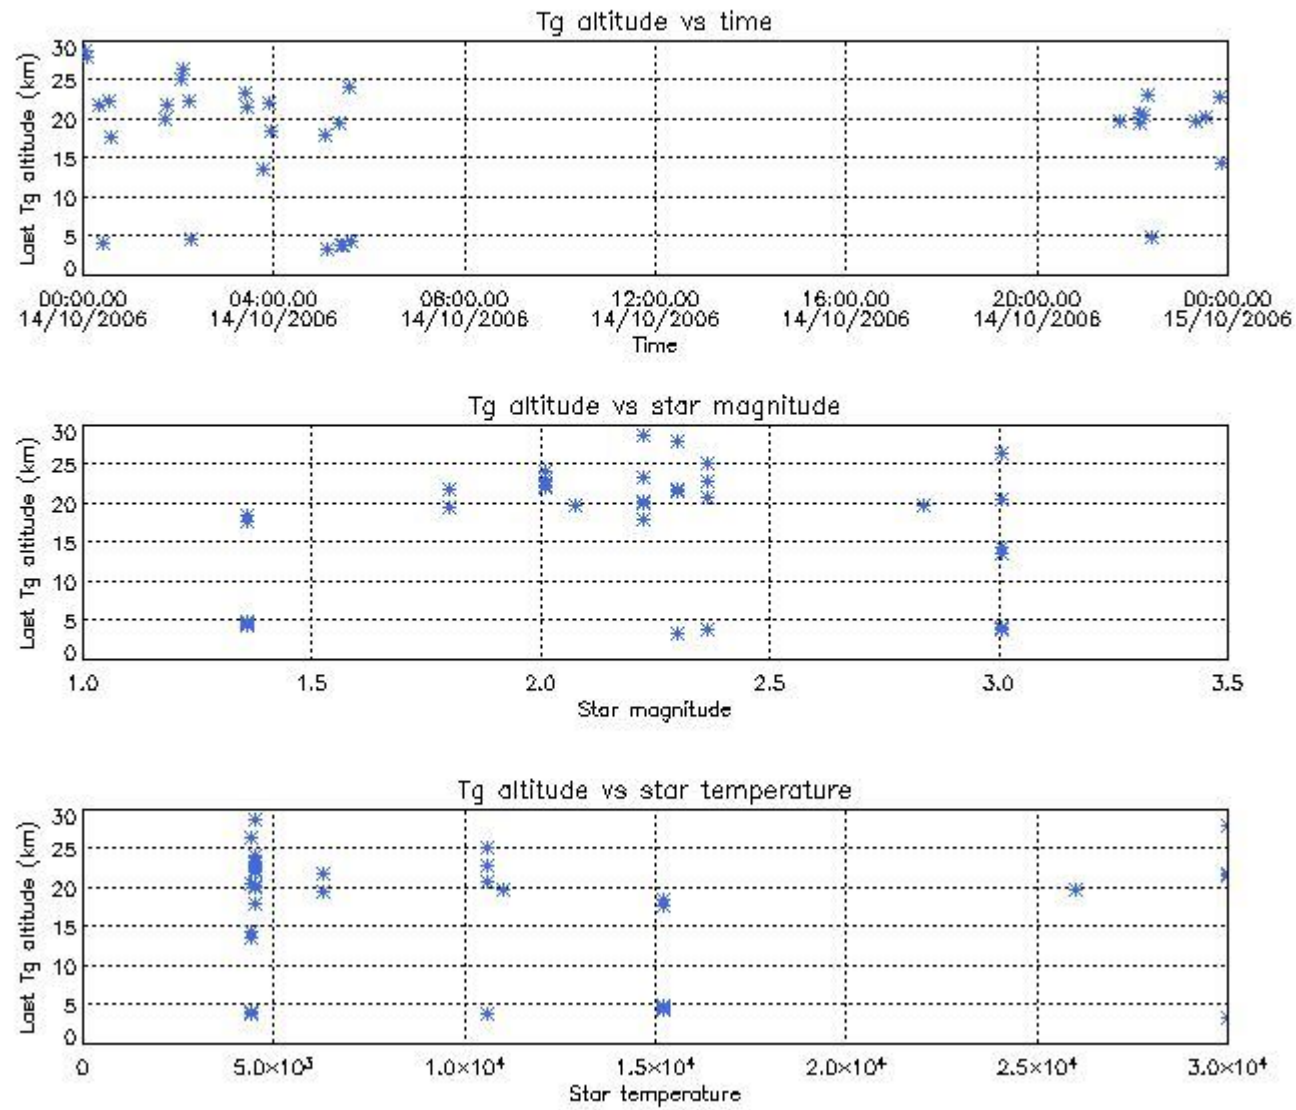 Tg altitude vs time
Last Tg altitude (km)
30
25
20
15
10
5
0
00:00.00 04:00.00 08:00.00 12:00.00 16:00.00 20:00.00 00:00.00
14/10/2006 14/10/2006 14/10/2006 14/10/2006 14/10/2006 14/10/2006 15/10/2006
Time
Tg altitude vs star magnitude
Last Tg altitude (km)
30
25
20
15
10
5
0
1.0 1.5 2.0 2.5 3.0 3.5
Star magnitude
Tg altitude vs star temperature
Last Tg altitude (km)
30
25
20
15
10
5
0
0 5.0×10³ 1.0×10⁴ 1.5×10⁴ 2.0×10⁴ 2.5×10⁴ 3.0×10⁴
Star temperature